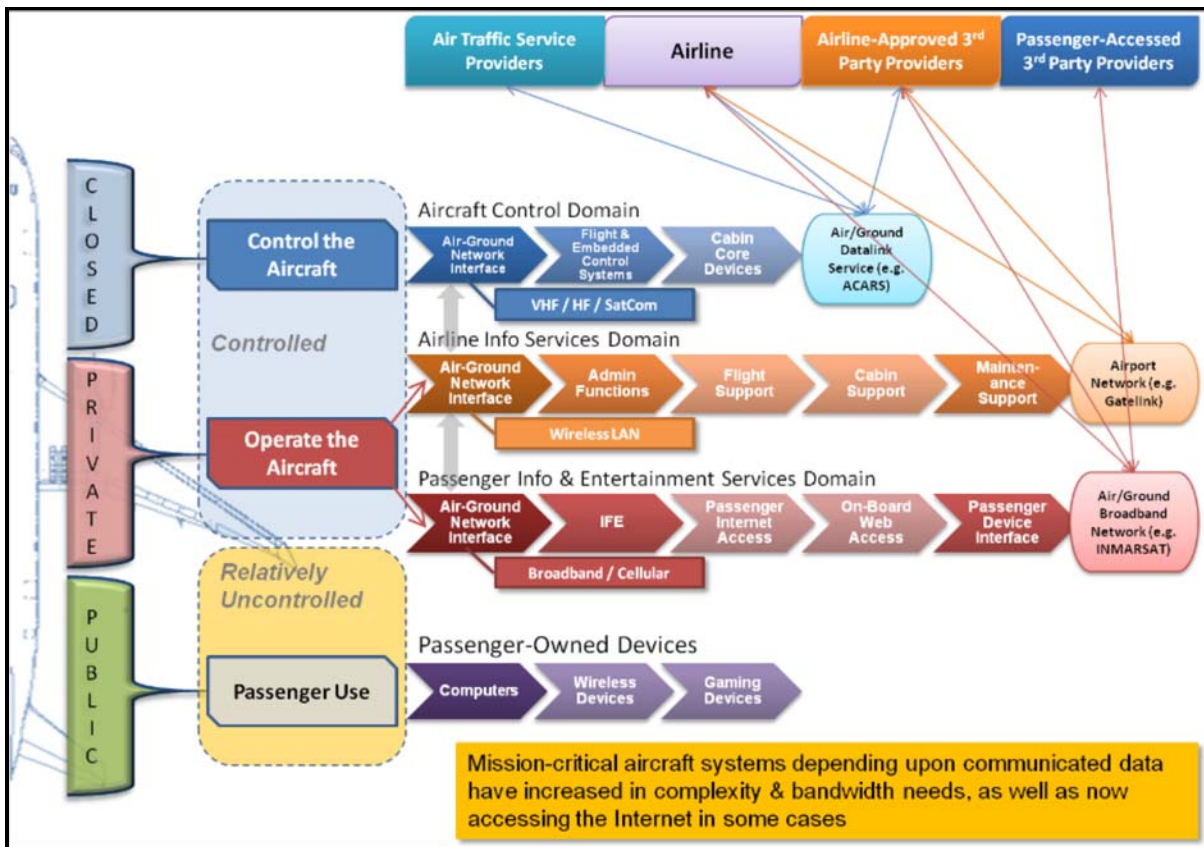 Air Traffic Service
Providers
Airline
Airline-Approved 3rd
Party Providers
Passenger-Accessed
3rd Party Providers
CLOSED
PRIVATE
PUBLIC
Control the
Aircraft
Controlled
Operate the
Aircraft
Relatively
Uncontrolled
Passenger Use
Aircraft Control Domain
Air-Ground
Network
Interface
Flight &
Embedded
Control
Systems
Cabin
Core
Devices
VHF / HF / SatCom
Air/Ground
Datalink
Service (e.g.
ACARS)
Airline Info Services Domain
Air-Ground
Network
Interface
Admin
Functions
Flight
Support
Cabin
Support
Mainten-
ance
Support
Wireless LAN
Airport
Network (e.g.
Gatelink)
Passenger Info & Entertainment Services Domain
Air-Ground
Network
Interface
IFE
Passenger
Internet
Access
On-Board
Web
Access
Passenger
Device
Interface
Broadband / Cellular
Air/Ground
Broadband
Network (e.g.
INMARSAT)
Passenger-Owned Devices
Computers
Wireless
Devices
Gaming
Devices
Mission-critical aircraft systems depending upon communicated data
have increased in complexity & bandwidth needs, as well as now
accessing the Internet in some cases